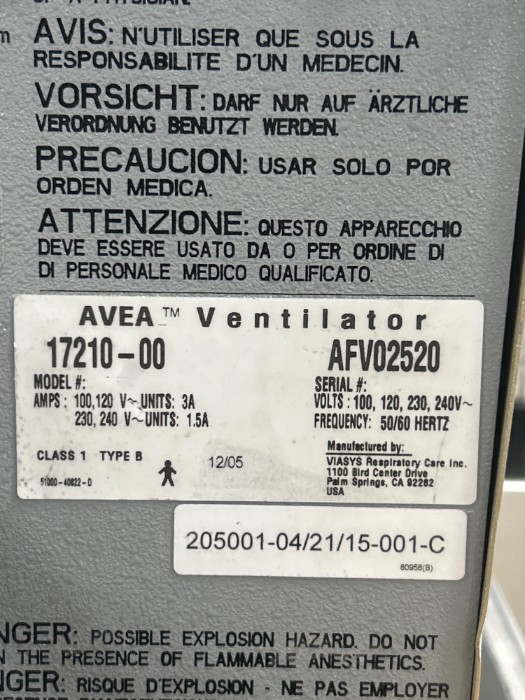 AVIS: N'UTILISER QUE SOUS LA
RESPONSABILITE D'UN MEDECIN.
VORSICHT: DARF NUR AUF ÄRZTLICHE
VERORDNUNG BENUTZT WERDEN.
PRECAUCION: USAR SOLO POR
ORDEN MEDICA.
ATTENZIONE: QUESTO APPARECCHIO
DEVE ESSERE USATO DA O PER ORDINE DI
DI PERSONALE MEDICO QUALIFICATO.
AVEA™ Ventilator
17210-00 AFV02520
MODEL #: SERIAL #:
AMPS: 100,120 V~UNITS: 3A VOLTS: 100, 120, 230, 240V~
230, 240 V~UNITS: 1.5A FREQUENCY: 50/60 HERTZ
CLASS 1 TYPE B 12/05
51000-40822-D
Manufactured by:
VIASYS Respiratory Care Inc.
1100 Bird Center Drive
Palm Springs, CA 92262
USA
205001-04/21/15-001-C
80958(B)
NGER: POSSIBLE EXPLOSION HAZARD. DO NOT
N THE PRESENCE OF FLAMMABLE ANESTHETICS.
NGER: RISQUE D'EXPLOSION - NE PAS EMPLOYER